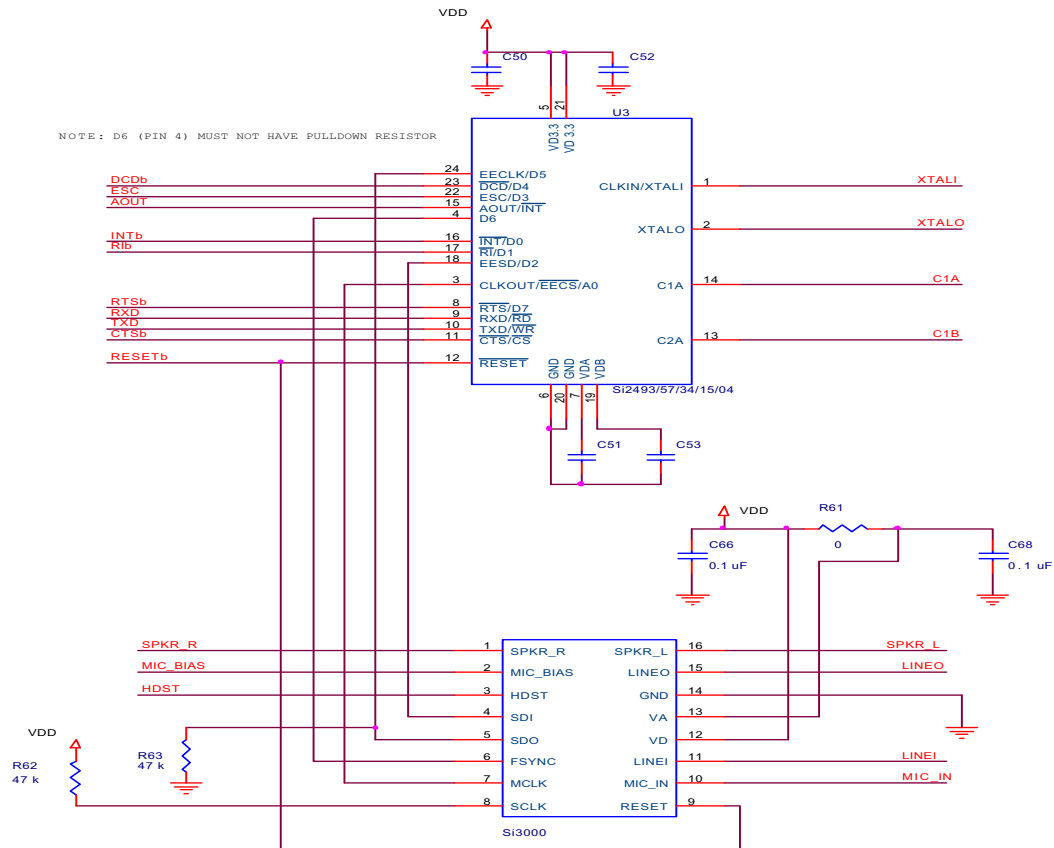 VDD
C50
C52
5
21
U3
VD3.3
VD 3.3
NOTE: D6 (PIN 4) MUST NOT HAVE PULLDOWN RESISTOR
24 EECLK/D5
DCDb 23 DCD/D4
ESC 22 ESC/D3
AOUT 15 AOUT/INT
4 D6
INTb 16 INT/D0
RIb 17 RI/D1
18 EESD/D2
3 CLKOUT/EECS/A0
RTSb 8 RTS/D7
RXD 9 RXD/RD
TXD 10 TXD/WR
CTSb 11 CTS/CS
RESETb 12 RESET
CLKIN/XTALI 1 XTALI
XTALO 2 XTALO
C1A 14 C1A
C2A 13 C1B
GND
GND
VDA
VDB
6
20
7
19
Si2493/57/34/15/04
C51
C53
VDD
R61
0
C66
0.1 uF
C68
0.1 uF
SPKR_R 1 SPKR_R
MIC_BIAS 2 MIC_BIAS
HDST 3 HDST
4 SDI
5 SDO
6 FSYNC
7 MCLK
8 SCLK
SPKR_L 16 SPKR_L
LINEO 15 LINEO
GND 14
VA 13
VD 12
LINEI 11 LINEI
MIC_IN 10 MIC_IN
RESET 9
VDD
R62
47 k
R63
47 k
Si3000